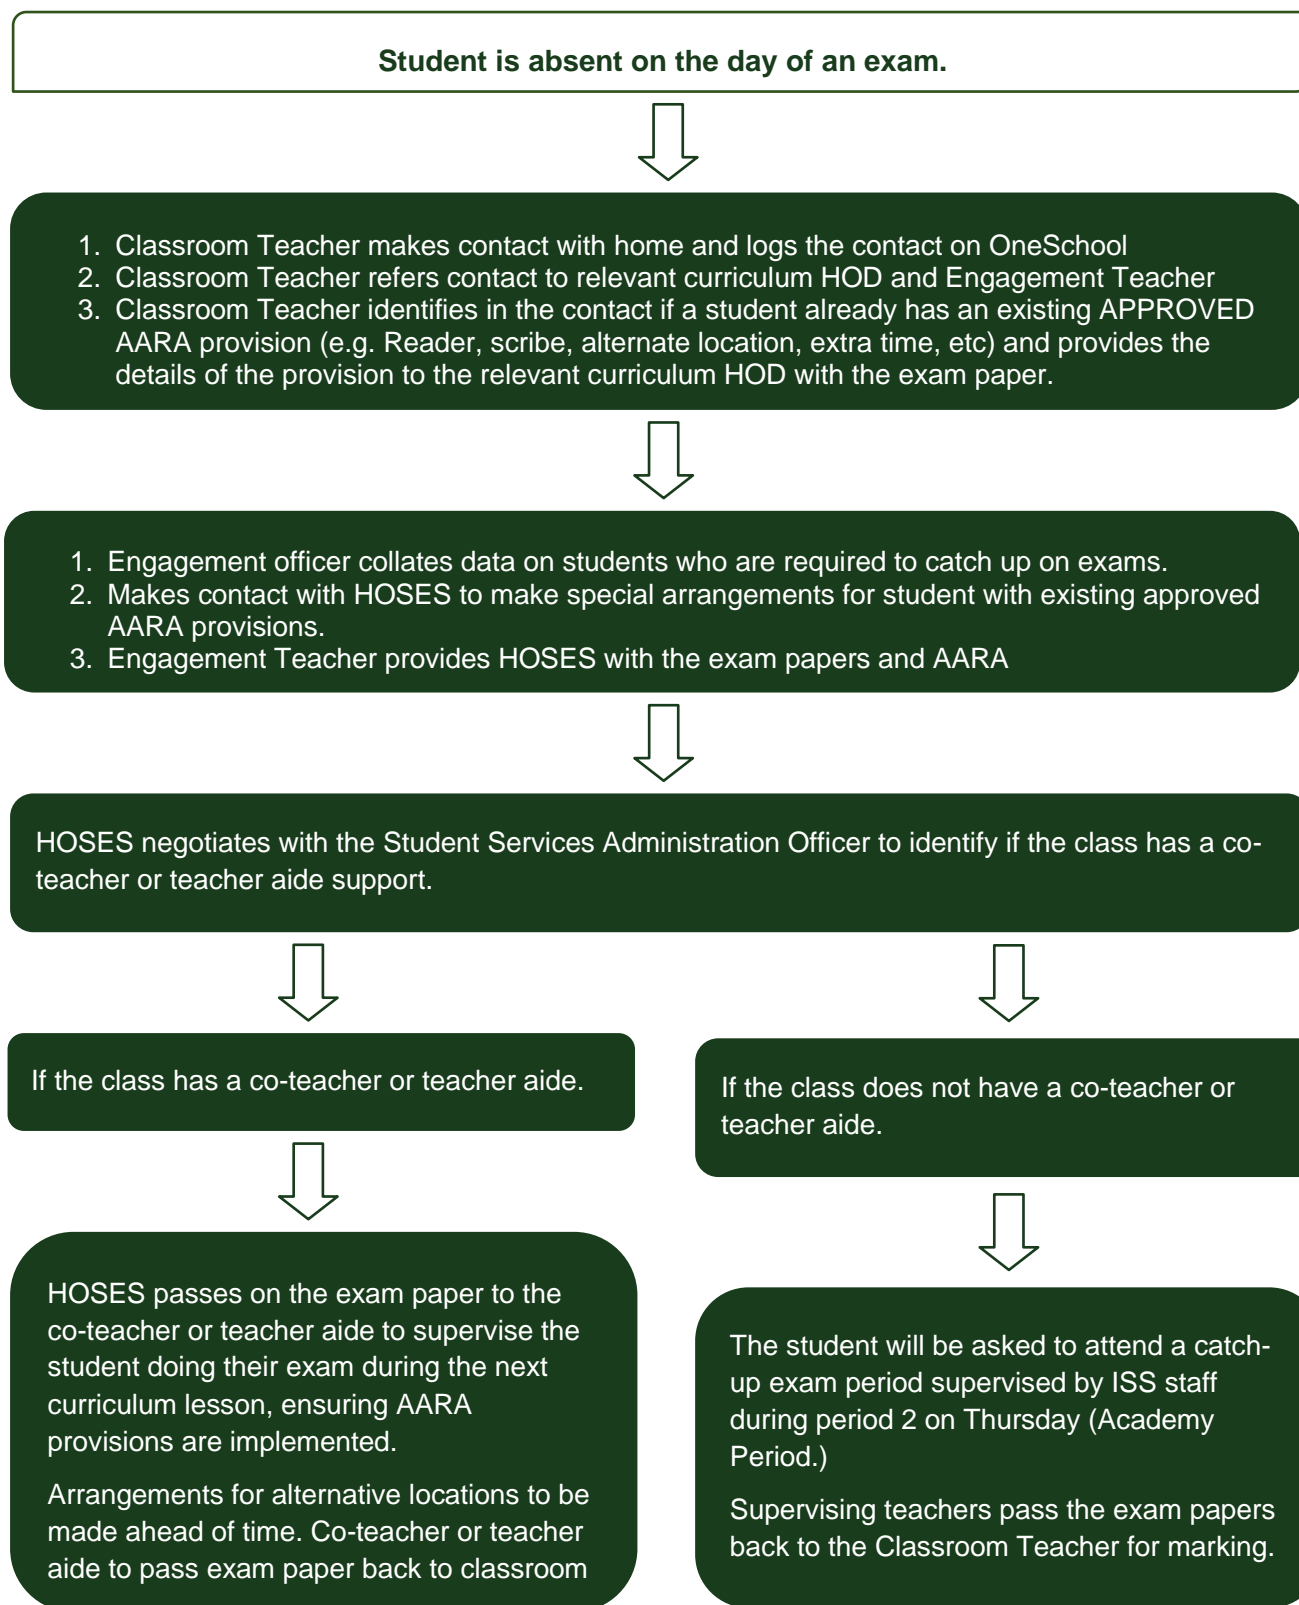 Student is absent on the day of an exam.
1. Classroom Teacher makes contact with home and logs the contact on OneSchool
2. Classroom Teacher refers contact to relevant curriculum HOD and Engagement Teacher
3. Classroom Teacher identifies in the contact if a student already has an existing APPROVED
AARA provision (e.g. Reader, scribe, alternate location, extra time, etc) and provides the
details of the provision to the relevant curriculum HOD with the exam paper.
1. Engagement officer collates data on students who are required to catch up on exams.
2. Makes contact with HOSES to make special arrangements for student with existing approved
AARA provisions.
3. Engagement Teacher provides HOSES with the exam papers and AARA
HOSES negotiates with the Student Services Administration Officer to identify if the class has a co-
teacher or teacher aide support.
If the class has a co-teacher or teacher aide.
HOSES passes on the exam paper to the
co-teacher or teacher aide to supervise the
student doing their exam during the next
curriculum lesson, ensuring AARA
provisions are implemented.
Arrangements for alternative locations to be
made ahead of time. Co-teacher or teacher
aide to pass exam paper back to classroom
If the class does not have a co-teacher or
teacher aide.
The student will be asked to attend a catch-
up exam period supervised by ISS staff
during period 2 on Thursday (Academy
Period.)
Supervising teachers pass the exam papers
back to the Classroom Teacher for marking.